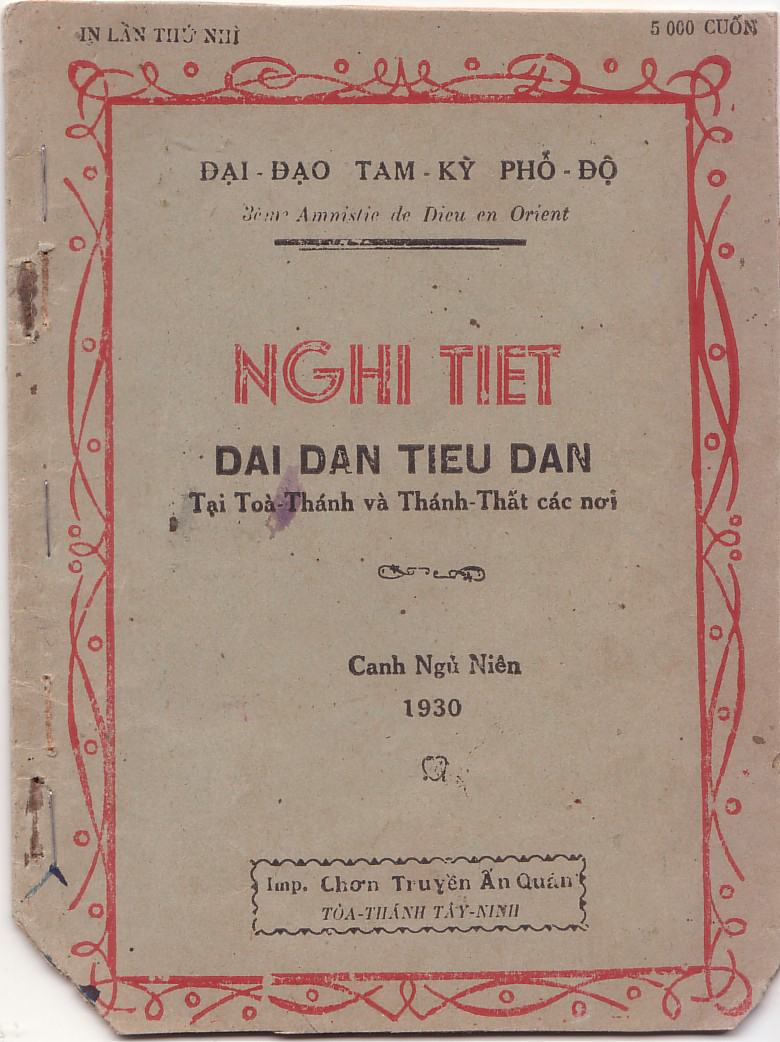 IN LẦN THỨ NHÌ
5 000 CUỐN
ĐẠI - ĐẠO TAM - KỲ PHỔ - ĐỘ
3ème Amnistie de Dieu en Orient
NGHI TIET
DAI DAN TIEU DAN
Tại Toà-Thánh và Thánh-Thất các nơi
Canh Ngủ Niên
1930
Imp. Chơn Truyền Ấn Quán
TÒA-THÁNH TÂY-NINH